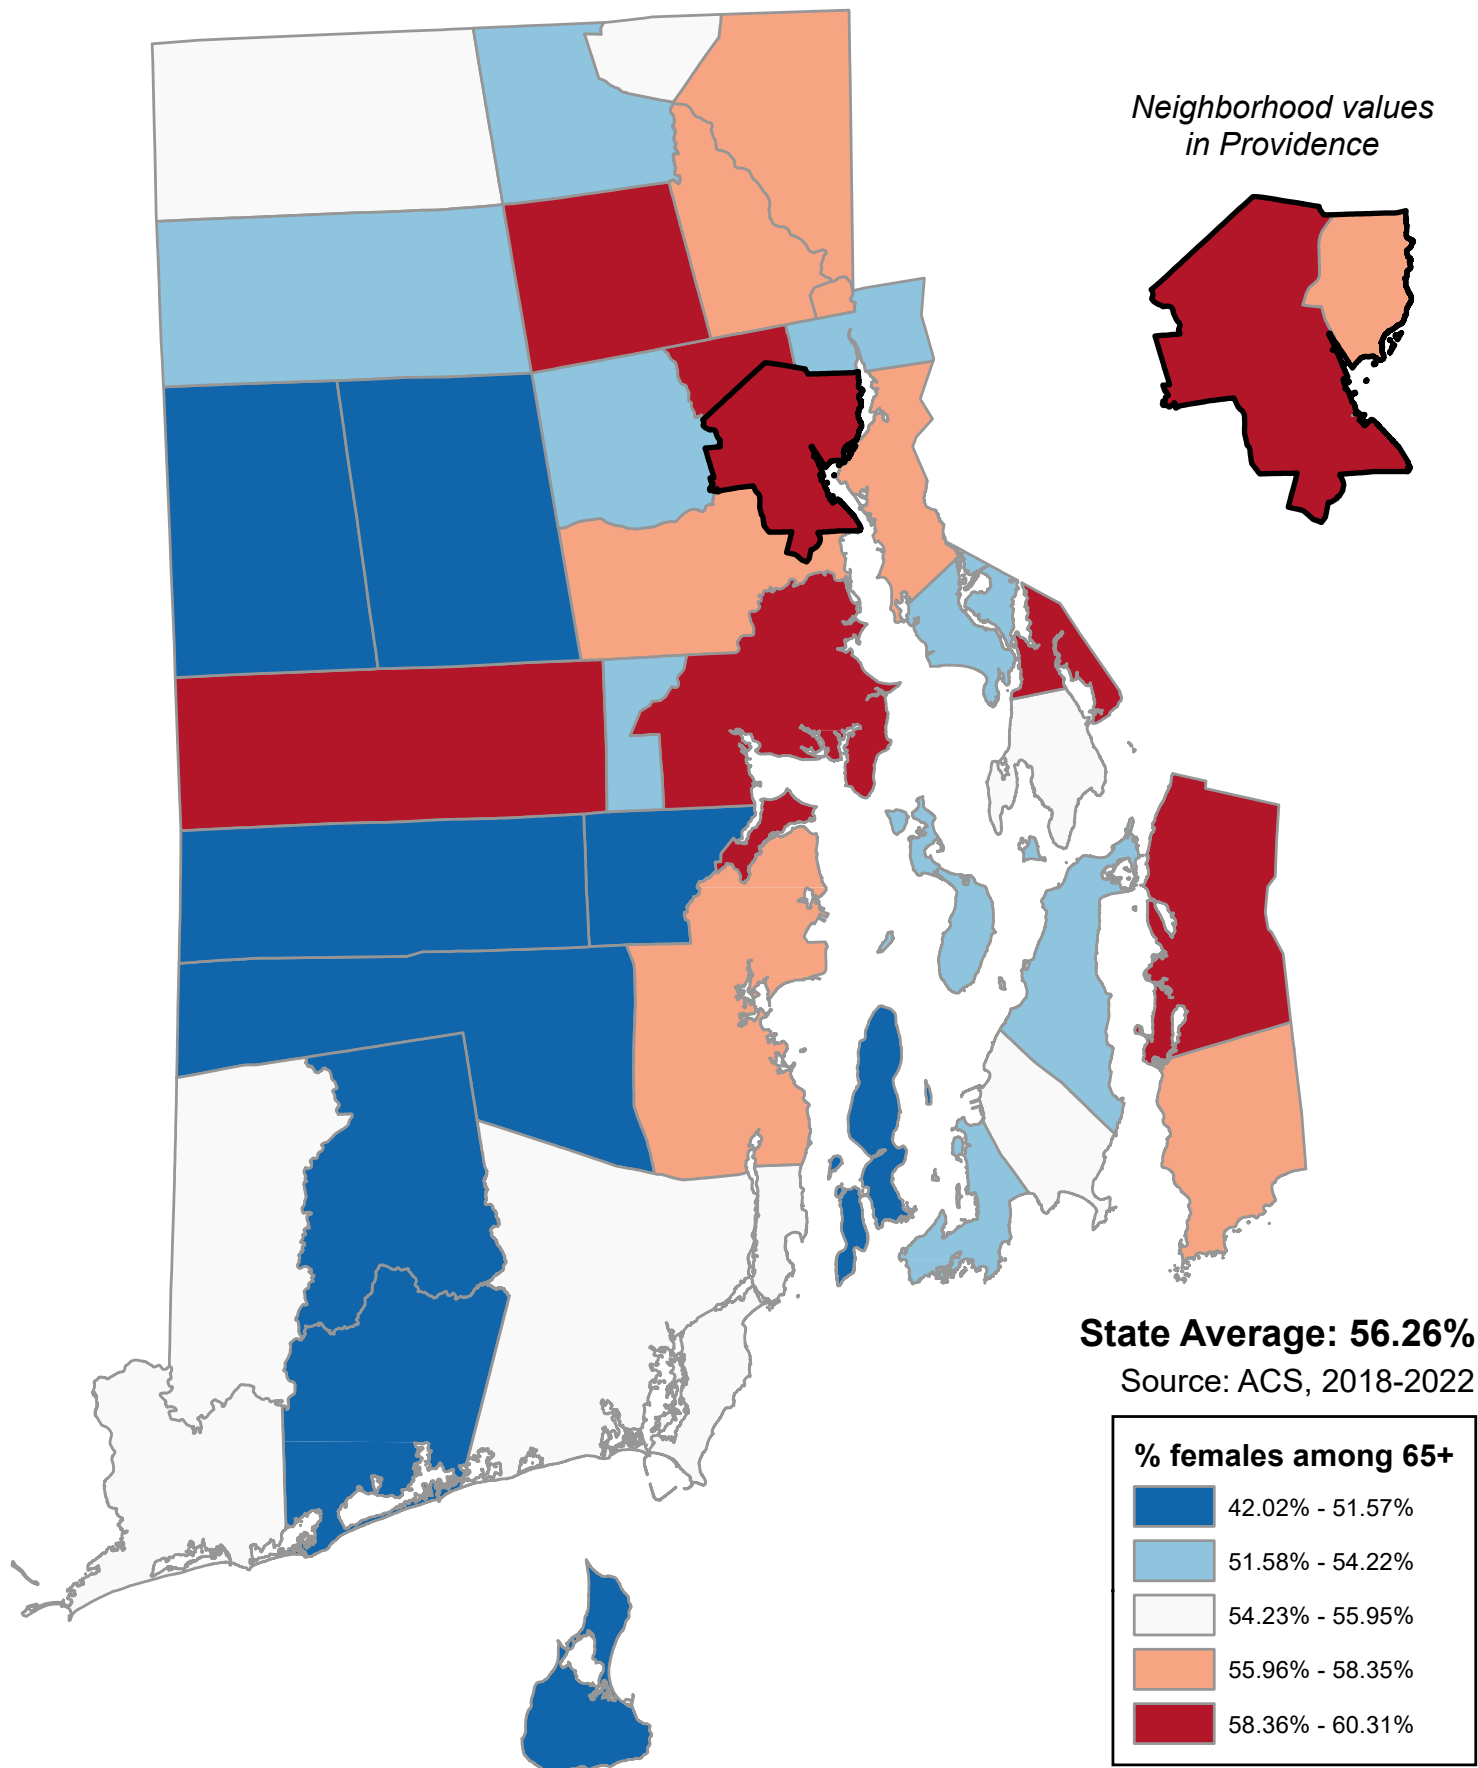 Neighborhood values
in Providence
State Average: 56.26%
Source: ACS, 2018-2022
% females among 65+
42.02% - 51.57%
51.58% - 54.22%
54.23% - 55.95%
55.96% - 58.35%
58.36% - 60.31%